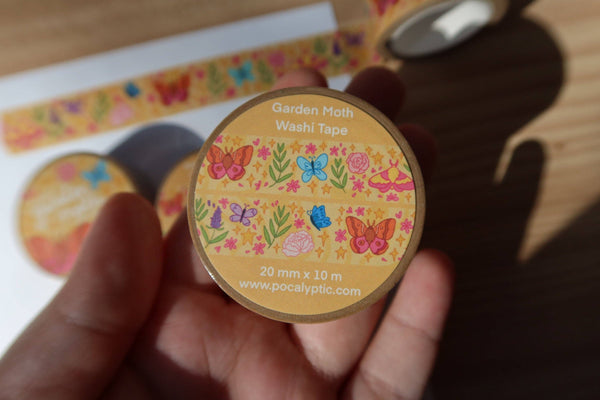 Garden Moth
Washi Tape
20 mm x 10 m
www.pocalyptic.com